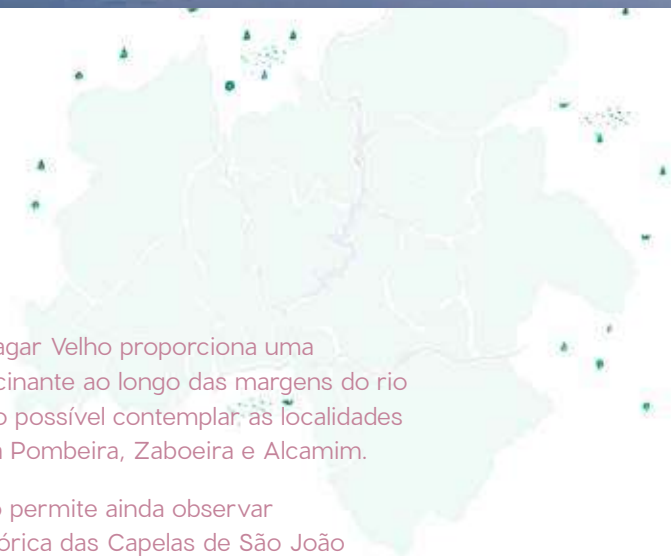 agar Velho proporciona uma
cinante ao longo das margens do rio
o possível contemplar as localidades
a Pombeira, Zaboeira e Alcamim.
o permite ainda observar
órica das Capelas de São João